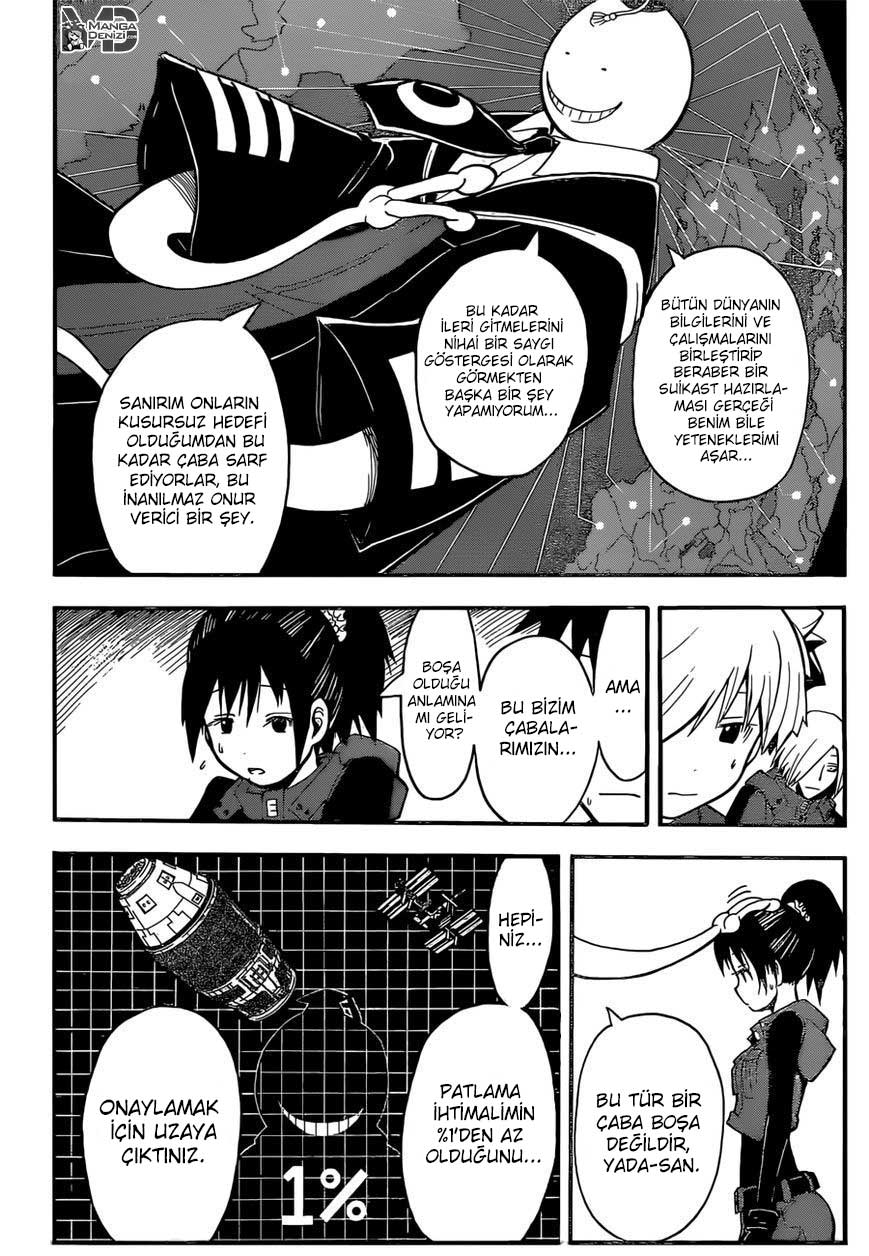 MANGA
DENİZİ
BÜTÜN DÜNYANIN
BİLGİLERİNİ VE
ÇALIŞMALARINI
BİRLEŞTİRİP
BERABER BİR
SUİKAST HAZIRLA-
MASI GERÇEĞİ
BENİM BİLE
YETENEKLERİMİ
AŞAR...
BU KADAR
İLERİ GİTMELERİNİ
NİHAİ BİR SAYGI
GÖSTERGESİ OLARAK
GÖRMEKTEN
BAŞKA BİR ŞEY
YAPAMIYORUM...
SANIRIM ONLARIN
KUSURSUZ HEDEFİ
OLDUĞUMDAN BU
KADAR ÇABA SARF
EDİYORLAR, BU
İNANILMAZ ONUR
VERİCİ BİR ŞEY.
AMA
...
BU BİZİM
ÇABALA-
RIMIZIN...
BOŞA
OLDUĞU
ANLAMINA
MI GELİ-
YOR?
BU TÜR BİR
ÇABA BOŞA
DEĞİLDİR,
YADA-SAN.
HEPİ-
NİZ...
PATLAMA
İHTİMALİMİN
%1'DEN AZ
OLDUĞUNU...
ONAYLAMAK
İÇİN UZAYA
ÇIKTINIZ.
1%